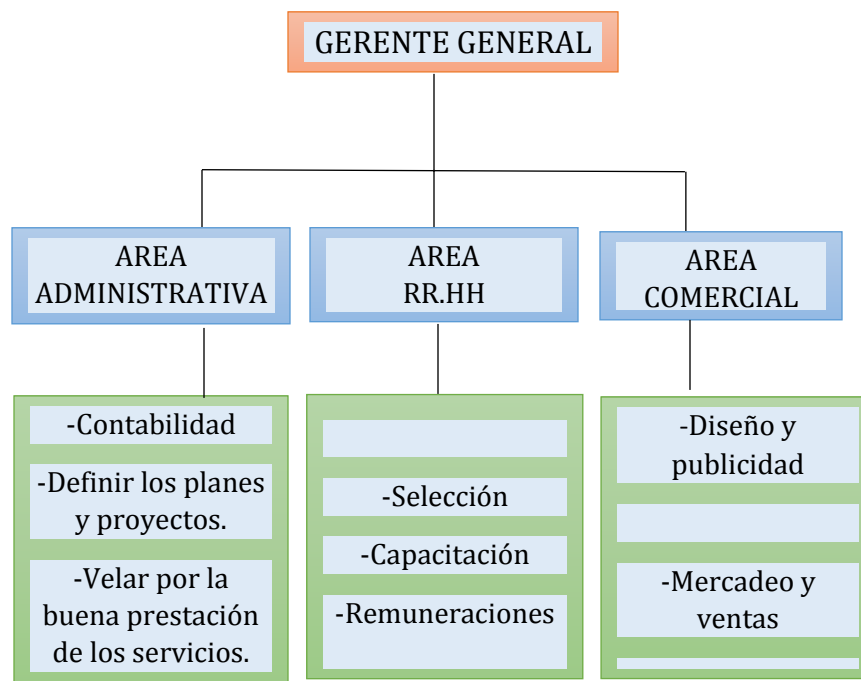 GERENTE GENERAL
AREA
ADMINISTRATIVA
AREA
RR.HH
AREA
COMERCIAL
-Contabilidad
-Definir los planes
y proyectos.
-Velar por la
buena prestación
de los servicios.
-Selección
-Capacitación
-Remuneraciones
-Diseño y
publicidad
-Mercadeo y
ventas